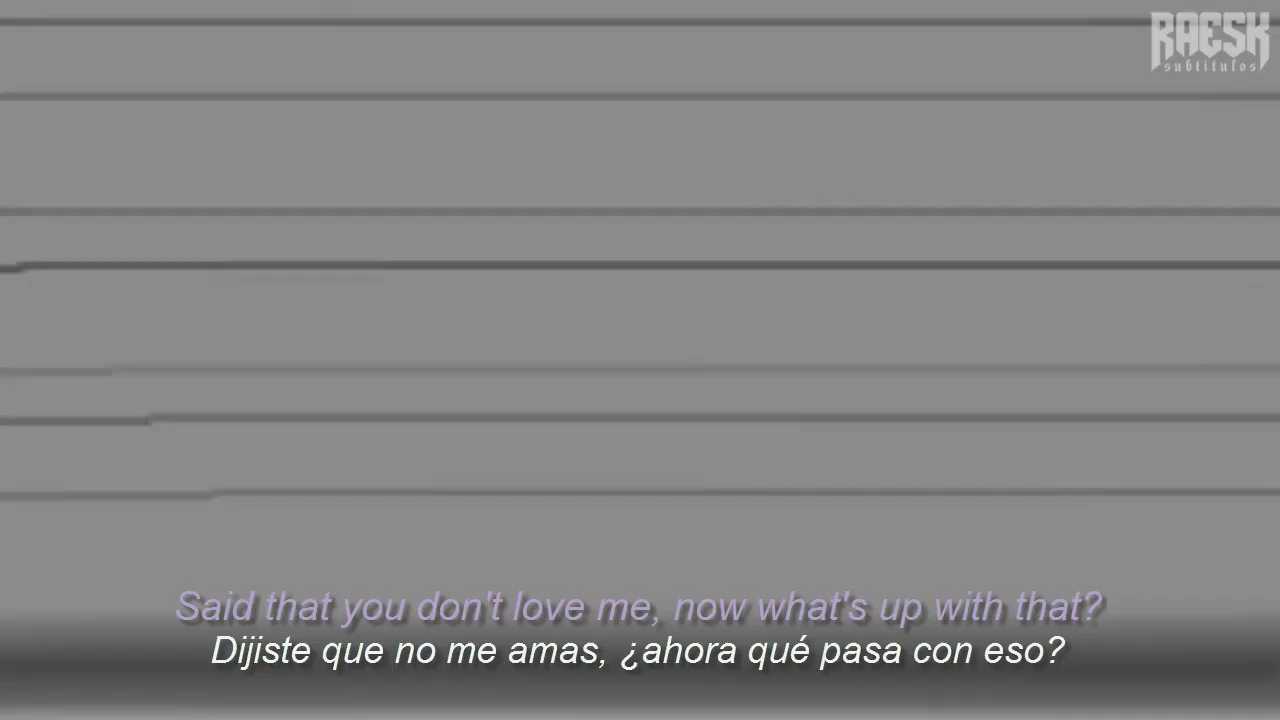 RAESK
subtitulos
Said that you don't love me, now what's up with that?
Dijiste que no me amas, ¿ahora qué pasa con eso?